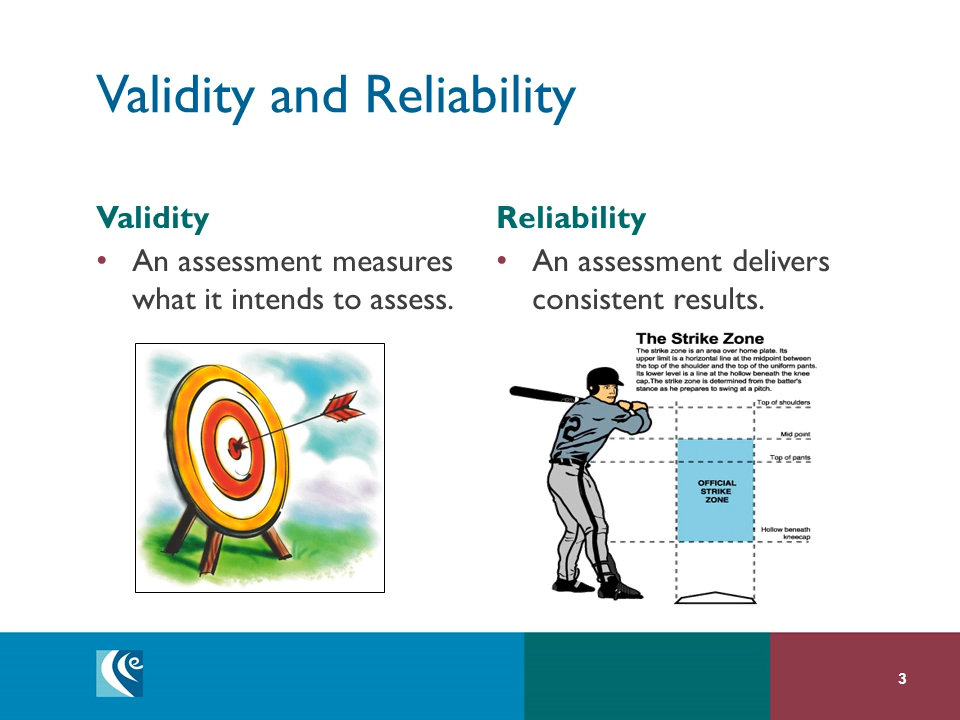 Validity and Reliability
Validity
• An assessment measures
what it intends to assess.
Reliability
• An assessment delivers
consistent results.
The Strike Zone
The strike zone is an area over home plate. Its
upper limit is a horizontal line at the midpoint between
the top of the shoulder and the top of the uniform pants.
Its lower level is a line at the hollow beneath the knee
cap.The strike zone is determined from the batter's
stance as he prepares to swing at a pitch.
Top of shoulders
Mid point
Top of pants
OFFICIAL
STRIKE
ZONE
Hollow beneath
kneecap
e
3